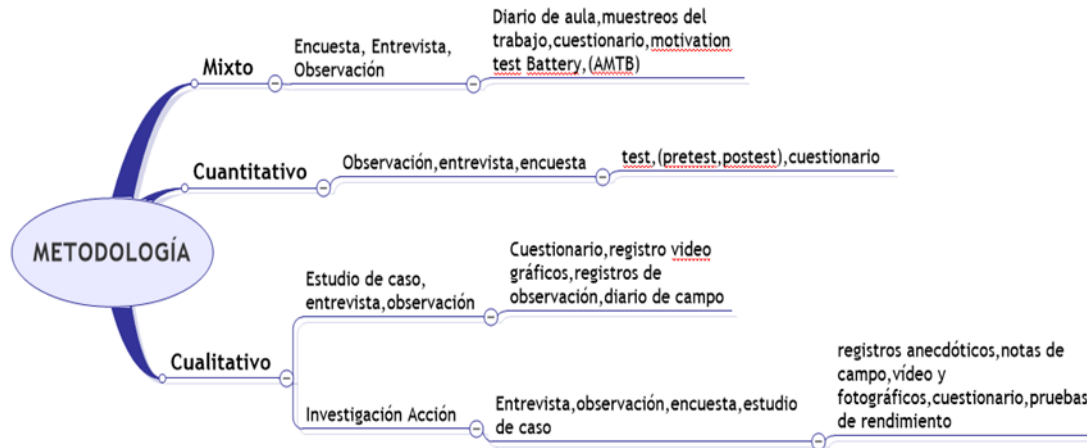 METODOLOGÍA
Mixto
Encuesta, Entrevista,
Observación
Diario de aula,muestreos del
trabajo,cuestionario,motivation
test Battery,(AMTB)
Cuantitativo
Observación,entrevista,encuesta
test,(pretest,postest),cuestionario
Cualitativo
Estudio de caso,
entrevista,observación
Cuestionario,registro video
gráficos,registros de
observación,diario de campo
Investigación Acción
Entrevista,observación,encuesta,estudio
de caso
registros anecdóticos,notas de
campo,vídeo y
fotográficos,cuestionario,pruebas
de rendimiento